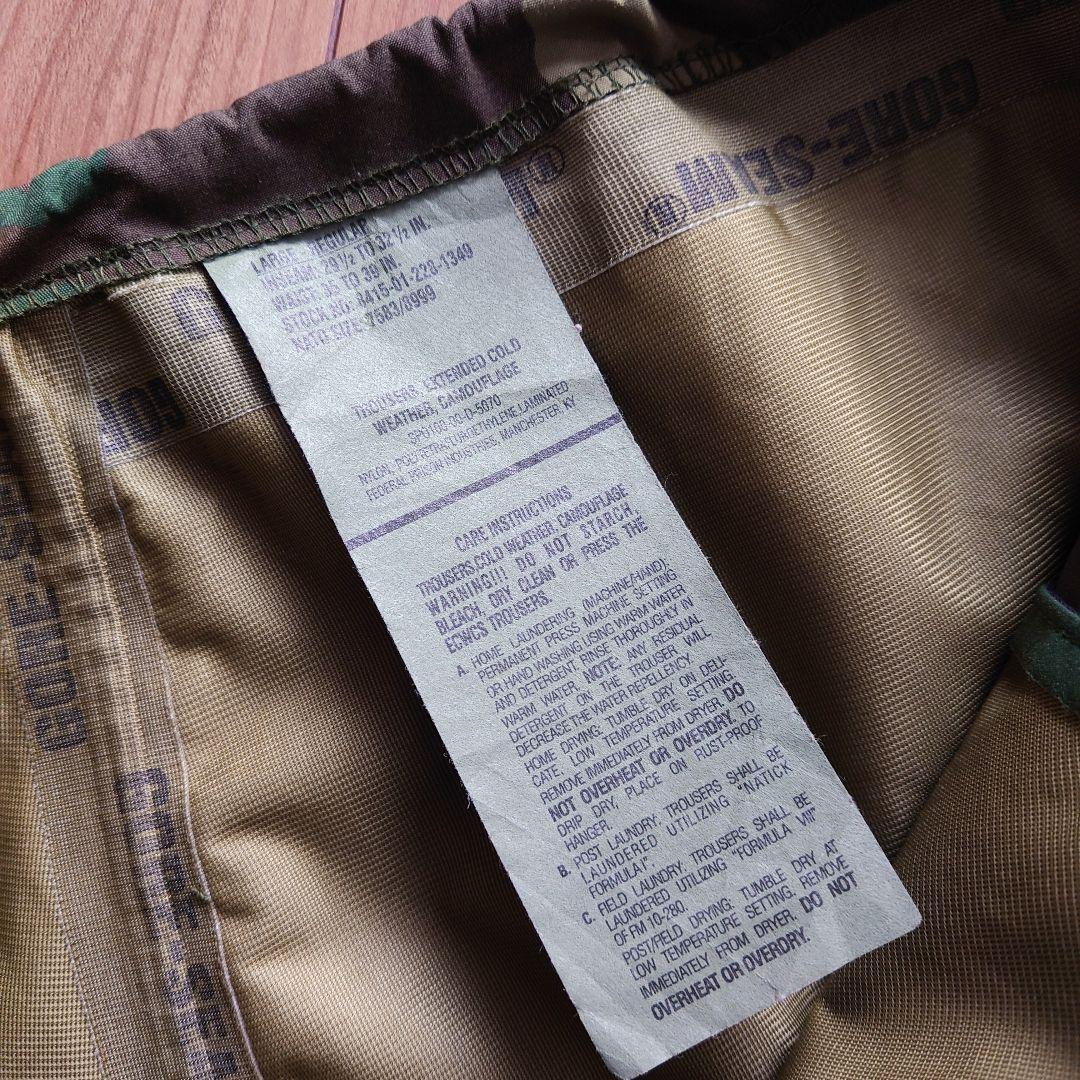 LARGE - REGULAR
INSEAM: 29½ TO 32½ IN.
WAIST: 35 TO 39 IN.
STOCK NO.: 8415-01-228-1349
NATO SIZE: 7583/8999
TROUSERS, EXTENDED COLD
WEATHER, CAMOUFLAGE
NYLON, POLYTETRAFLUROETHYLENE, LAMINATED
FEDERAL PRISON INDUSTRIES, MANCHESTER, KY
CARE INSTRUCTIONS
TROUSERS, COLD WEATHER, CAMOUFLAGE
WARNING!!! DO NOT STARCH,
BLEACH, DRY CLEAN OR PRESS THE
ECWCS TROUSERS.
A. HOME LAUNDERING (MACHINE/HAND):
PERMANENT PRESS MACHINE SETTING
OR HAND WASHING USING WARM WATER
AND DETERGENT. RINSE THOROUGHLY IN
WARM WATER. NOTE: ANY RESIDUAL
DETERGENT ON THE TROUSER WILL
DECREASE THE WATER REPELLENCY.
HOME DRYING: TUMBLE DRY ON DELI-
CATE, LOW TEMPERATURE SETTING.
REMOVE IMMEDIATELY FROM DRYER. DO
NOT OVERHEAT OR OVERDRY. TO
DRIP DRY, PLACE ON RUST-PROOF
HANGER.
B. POST LAUNDRY. TROUSERS SHALL BE
LAUNDERED UTILIZING "NATICK
FORMULA I".
C. FIELD LAUNDRY. TROUSERS SHALL BE
LAUNDERED UTILIZING "FORMULA VIII"
OF FM 10-280.
POST/FIELD DRYING: TUMBLE DRY AT
LOW TEMPERATURE SETTING. REMOVE
IMMEDIATELY FROM DRYER. DO NOT
OVERHEAT OR OVERDRY.
GORE-SEAM®
GORE-SEAM
GORE-SEAM